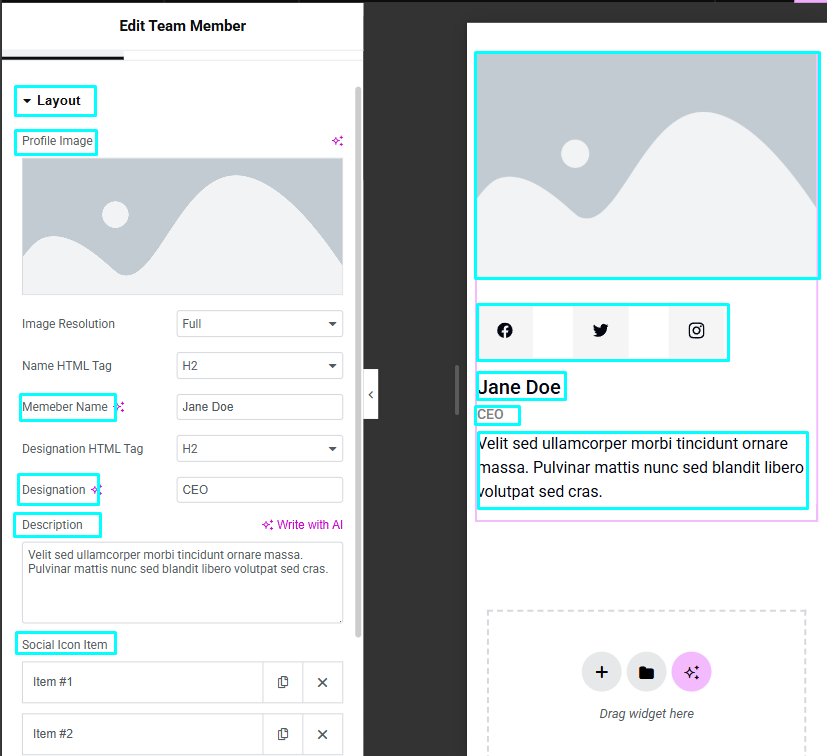 Edit Team Member
Layout
Profile Image
Image Resolution
Full
Name HTML Tag
H2
Memeber Name
Jane Doe
Designation HTML Tag
H2
Designation
CEO
Description
Write with AI
Velit sed ullamcorper morbi tincidunt ornare massa.
Pulvinar mattis nunc sed blandit libero volutpat sed cras.
Social Icon Item
Item #1
Item #2
Jane Doe
CEO
Velit sed ullamcorper morbi tincidunt ornare
massa. Pulvinar mattis nunc sed blandit libero
volutpat sed cras.
Drag widget here